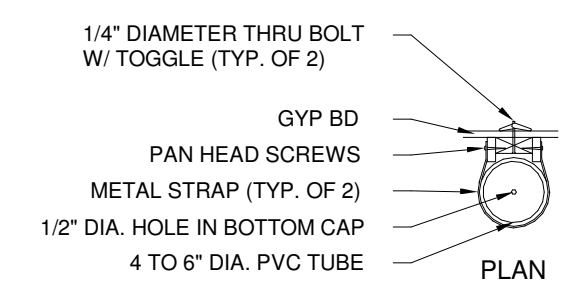 1/4" DIAMETER THRU BOLT
W/ TOGGLE (TYP. OF 2)
GYP BD
PAN HEAD SCREWS
METAL STRAP (TYP. OF 2)
1/2" DIA. HOLE IN BOTTOM CAP
4 TO 6" DIA. PVC TUBE
PLAN